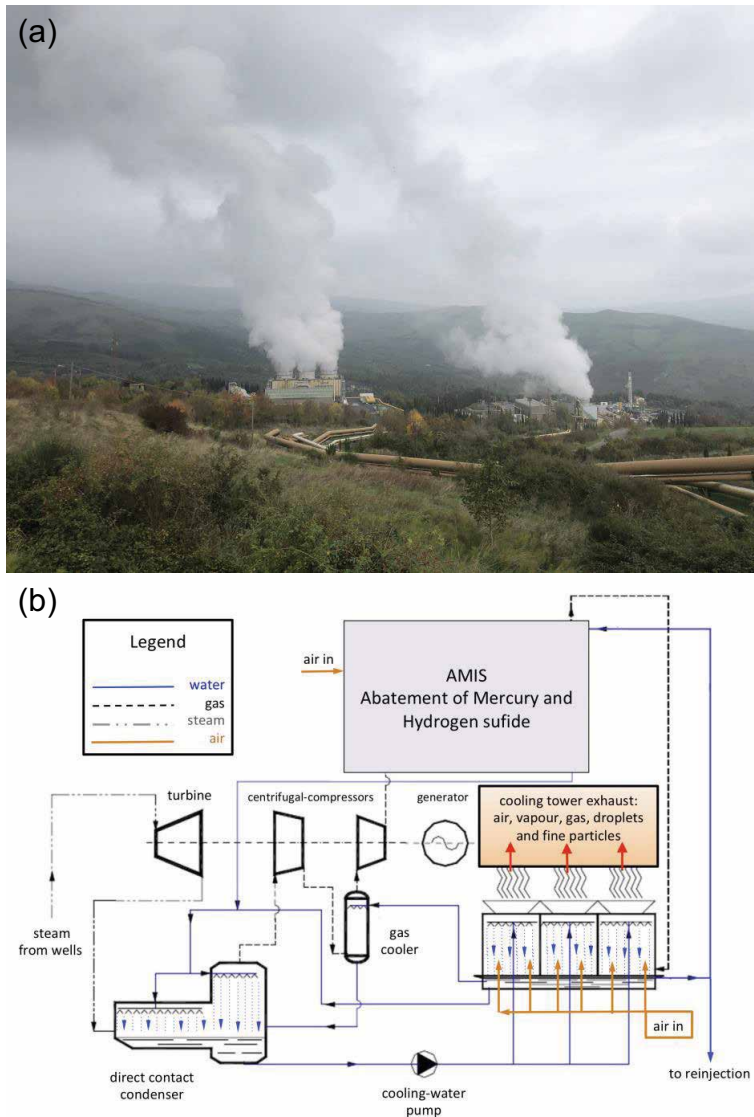 (a)
(b)
Legend
water
gas
steam
air
air in
AMIS
Abatement of Mercury and
Hydrogen sufide
turbine
centrifugal-compressors
generator
cooling tower exhaust:
air, vapour, gas, droplets
and fine particles
steam
from wells
gas
cooler
air in
direct contact
condenser
cooling-water
pump
to reinjection